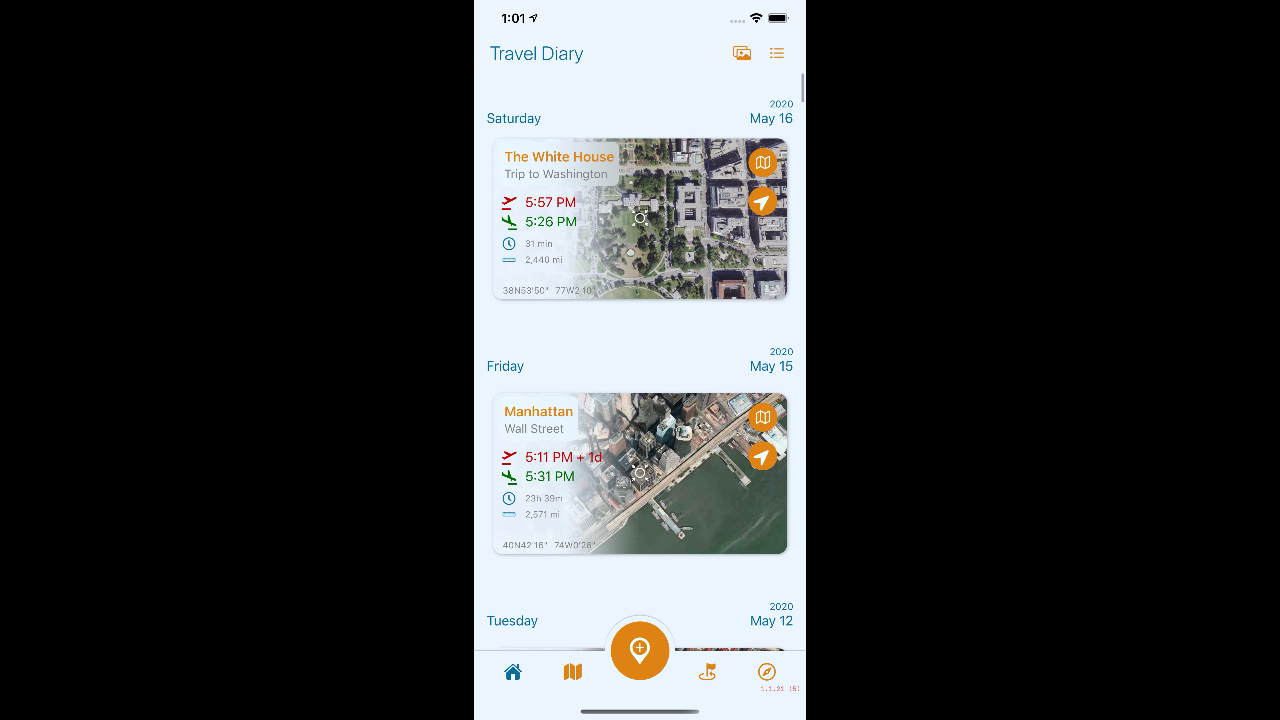 1:01
Travel Diary
2020
Saturday May 16
The White House
Trip to Washington
5:57 PM
5:26 PM
31 min
2,440 mi
38N53'50" 77W2'10"
2020
Friday May 15
Manhattan
Wall Street
5:11 PM + 1d
5:31 PM
23h 39m
2,571 mi
40N42'16" 74W0'26"
2020
Tuesday May 12
1.1.21 (5)